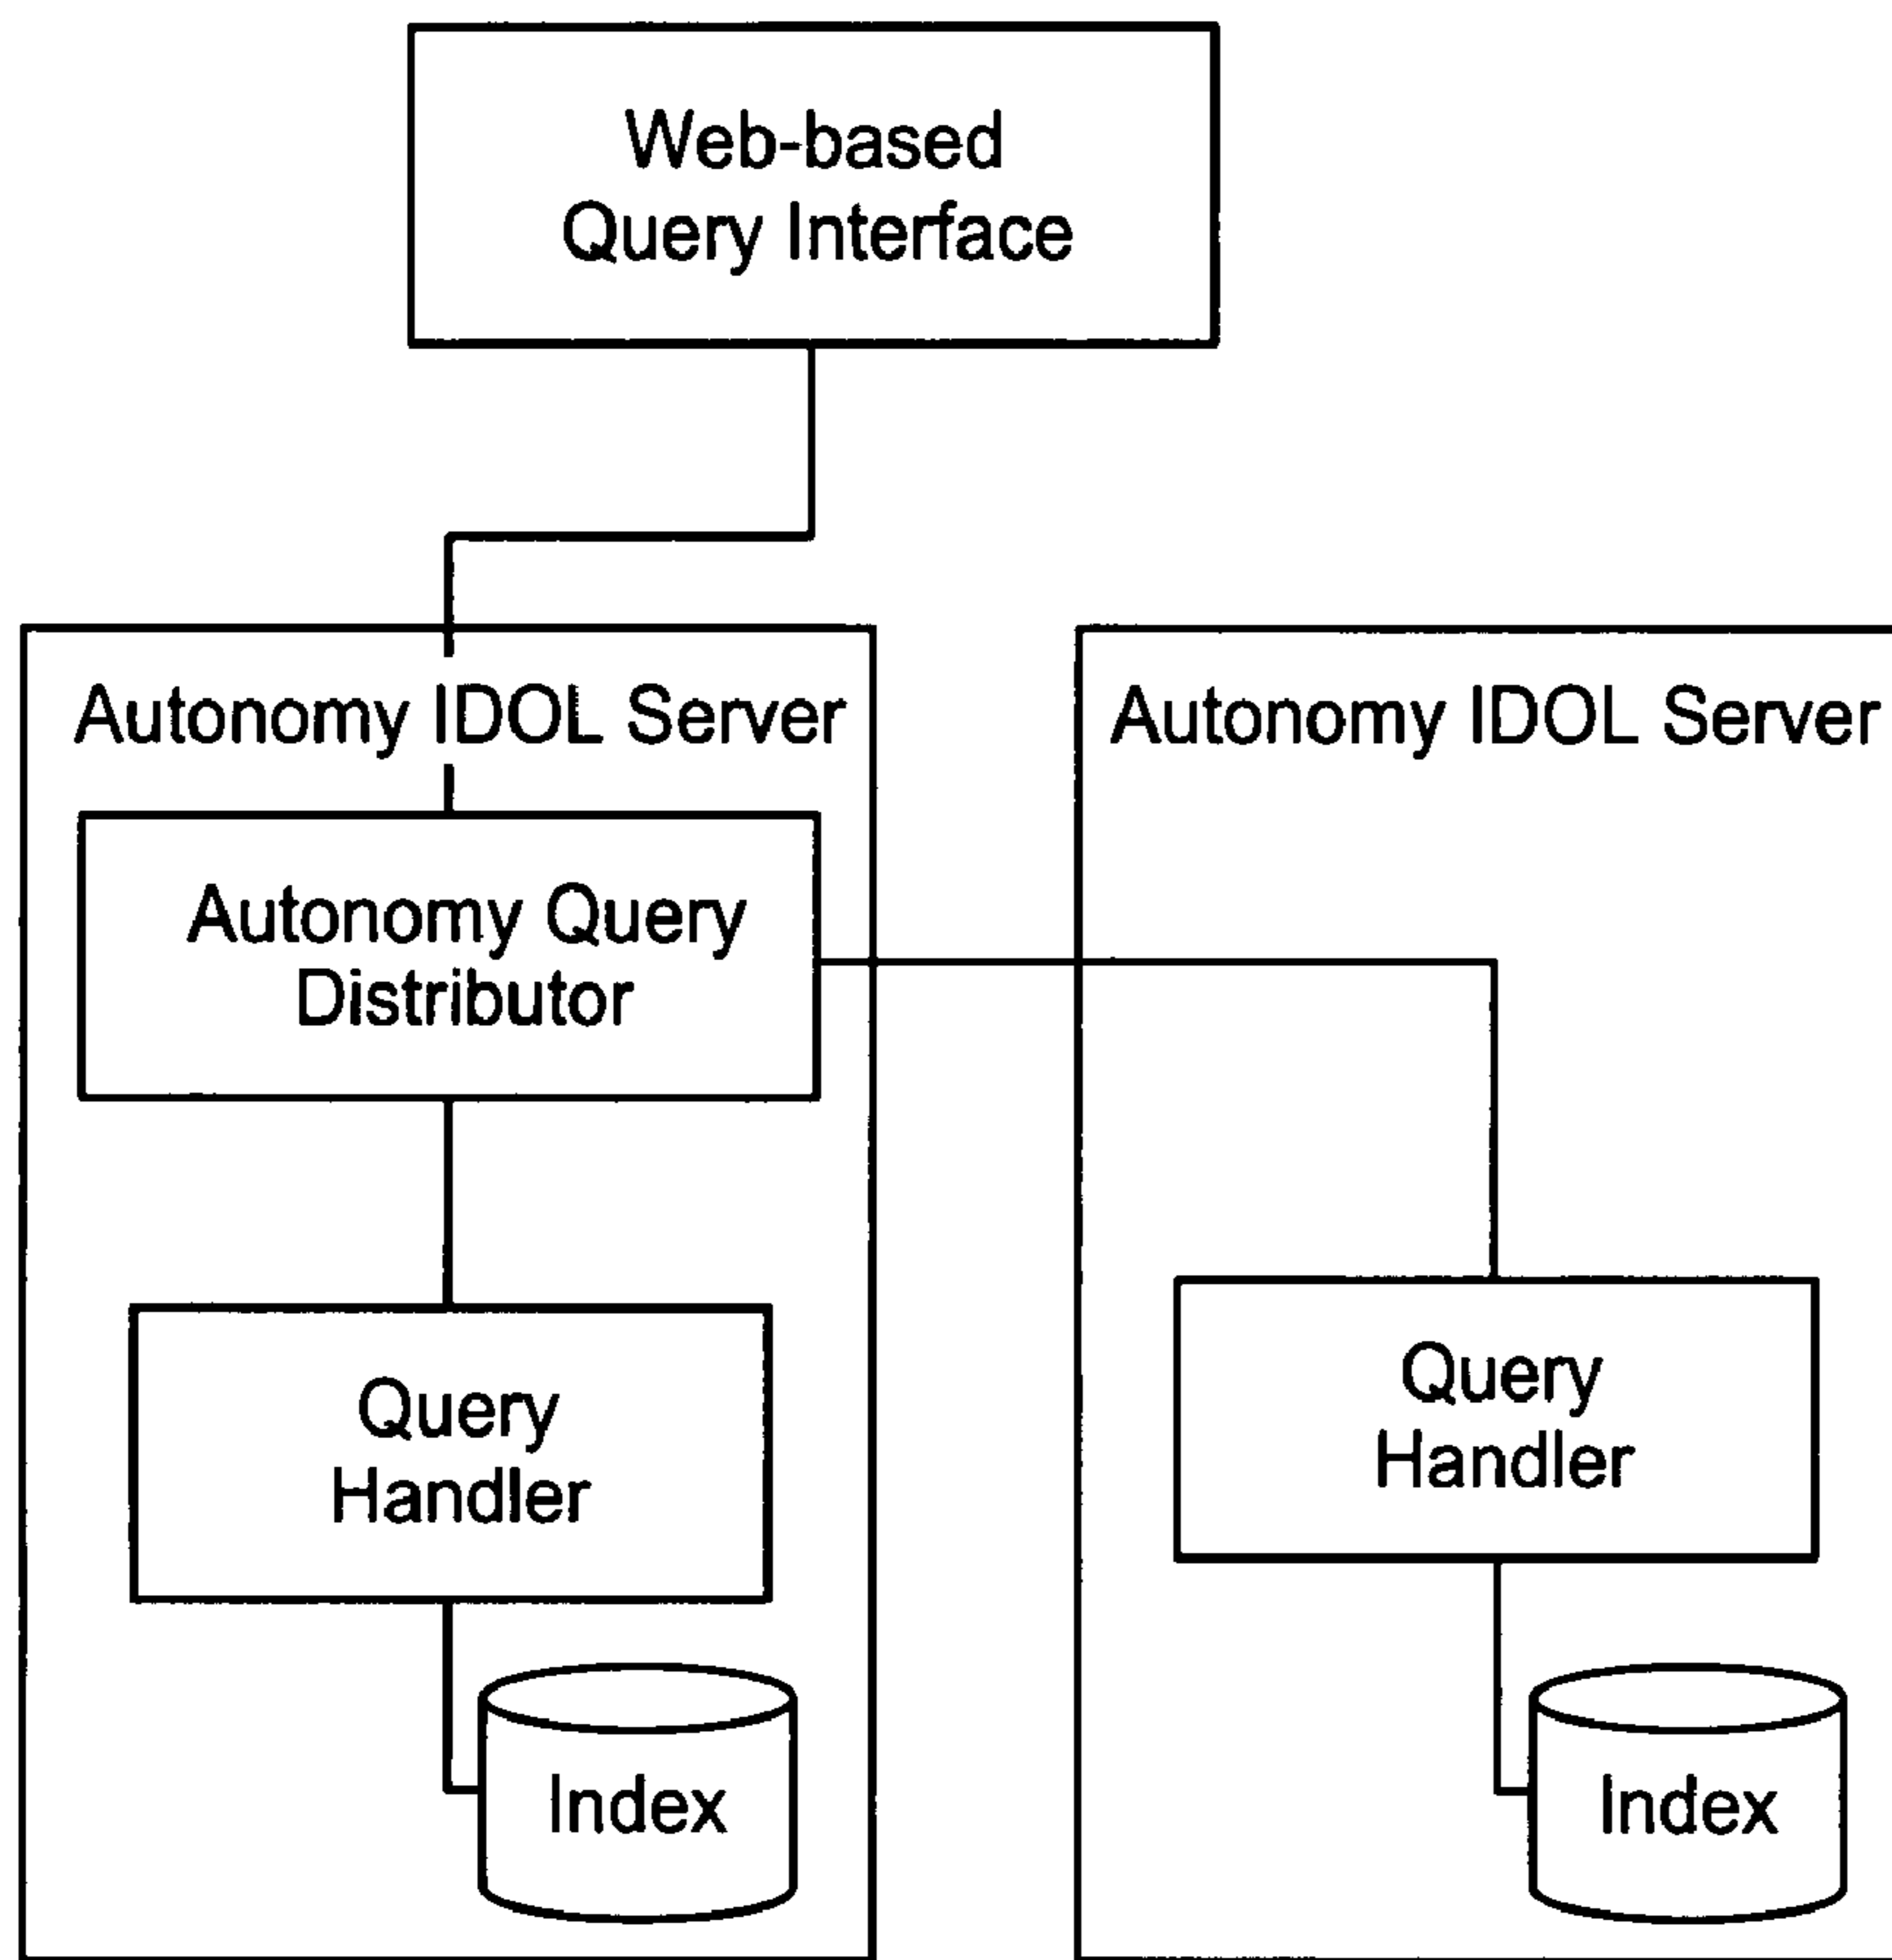 Web-based
Query Interface
Autonomy IDOL Server
Autonomy Query
Distributor
Query
Handler
Index
Autonomy IDOL Server
Query
Handler
Index